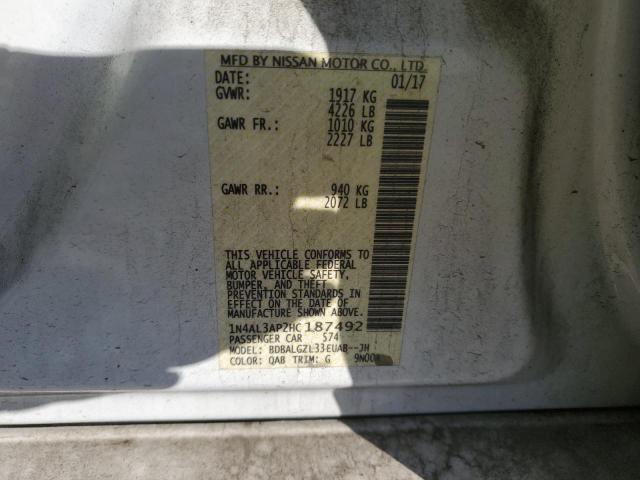 MFD BY NISSAN MOTOR CO., LTD.
DATE: 01/17
GVWR: 1917 KG
4226 LB
GAWR FR.: 1010 KG
2227 LB
GAWR RR.: 940 KG
2072 LB
THIS VEHICLE CONFORMS TO
ALL APPLICABLE FEDERAL
MOTOR VEHICLE SAFETY,
BUMPER, AND THEFT
PREVENTION STANDARDS
IN EFFECT ON THE DATE OF
MANUFACTURE SHOWN ABOVE.
1N4AL3AP2HC187492
PASSENGER CAR 574
MODEL: BDBALGZL33EUAB--JH
COLOR: QAB TRIM: G